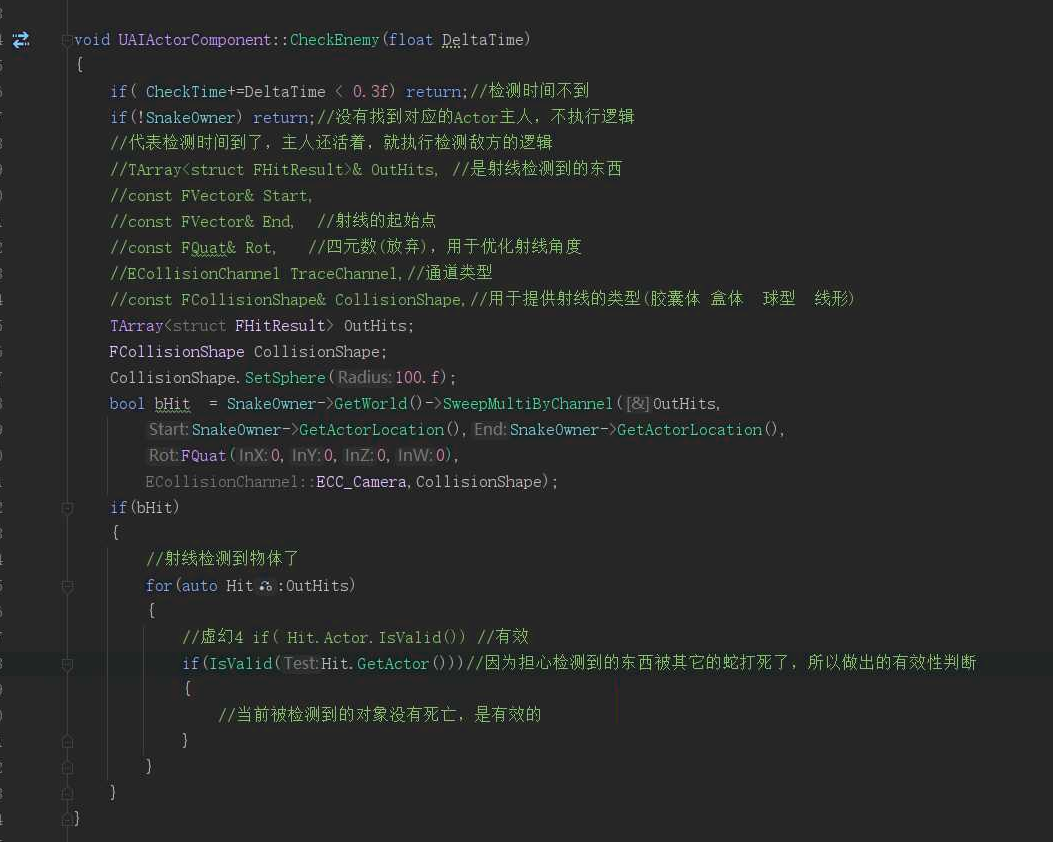 void UAIActorComponent::CheckEnemy(float DeltaTime)
{
if( CheckTime+=DeltaTime < 0.3f) return;//检测时间不到
if(!SnakeOwner) return;//没有找到对应的Actor主人，不执行逻辑
//代表检测时间到了，主人还活着，就执行检测敌方的逻辑
//TArray<struct FHitResult>& OutHits, //是射线检测到的东西
//const FVector& Start,
//const FVector& End, //射线的起始点
//const FQuat& Rot, //四元数(放弃)，用于优化射线角度
//ECollisionChannel TraceChannel,//通道类型
//const FCollisionShape& CollisionShape,//用于提供射线的类型(胶囊体 盒体 球型 线形)
TArray<struct FHitResult> OutHits;
FCollisionShape CollisionShape;
CollisionShape.SetSphere(Radius:100.f);
bool bHit = SnakeOwner->GetWorld()->SweepMultiByChannel([&]OutHits,
Start:SnakeOwner->GetActorLocation(),End:SnakeOwner->GetActorLocation(),
Rot:FQuat(InX:0,InY:0,InZ:0,InW:0),
ECollisionChannel::ECC_Camera,CollisionShape);
if(bHit)
{
//射线检测到物体了
for(auto Hit :OutHits)
{
//虚幻4 if( Hit.Actor.IsValid()) //有效
if(IsValid(Test:Hit.GetActor()))//因为担心检测到的东西被其它的蛇打死了，所以做出的有效性判断
{
//当前被检测到的对象没有死亡，是有效的
}
}
}
}